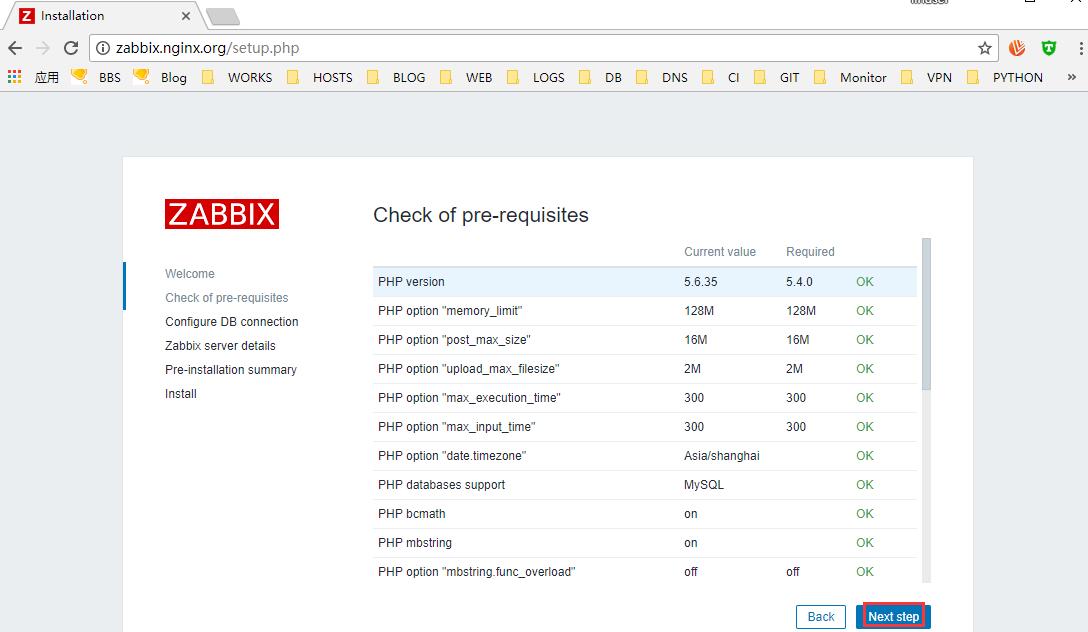 Installation
zabbix.nginx.org/setup.php
应用 BBS Blog WORKS HOSTS BLOG WEB LOGS DB DNS CI GIT Monitor VPN PYTHON »
ZABBIX
Welcome
Check of pre-requisites
Configure DB connection
Zabbix server details
Pre-installation summary
Install
Check of pre-requisites
Current value Required
PHP version 5.6.35 5.4.0 OK
PHP option "memory_limit" 128M 128M OK
PHP option "post_max_size" 16M 16M OK
PHP option "upload_max_filesize" 2M 2M OK
PHP option "max_execution_time" 300 300 OK
PHP option "max_input_time" 300 300 OK
PHP option "date.timezone" Asia/shanghai OK
PHP databases support MySQL OK
PHP bcmath on OK
PHP mbstring on OK
PHP option "mbstring.func_overload" off off OK
Back Next step